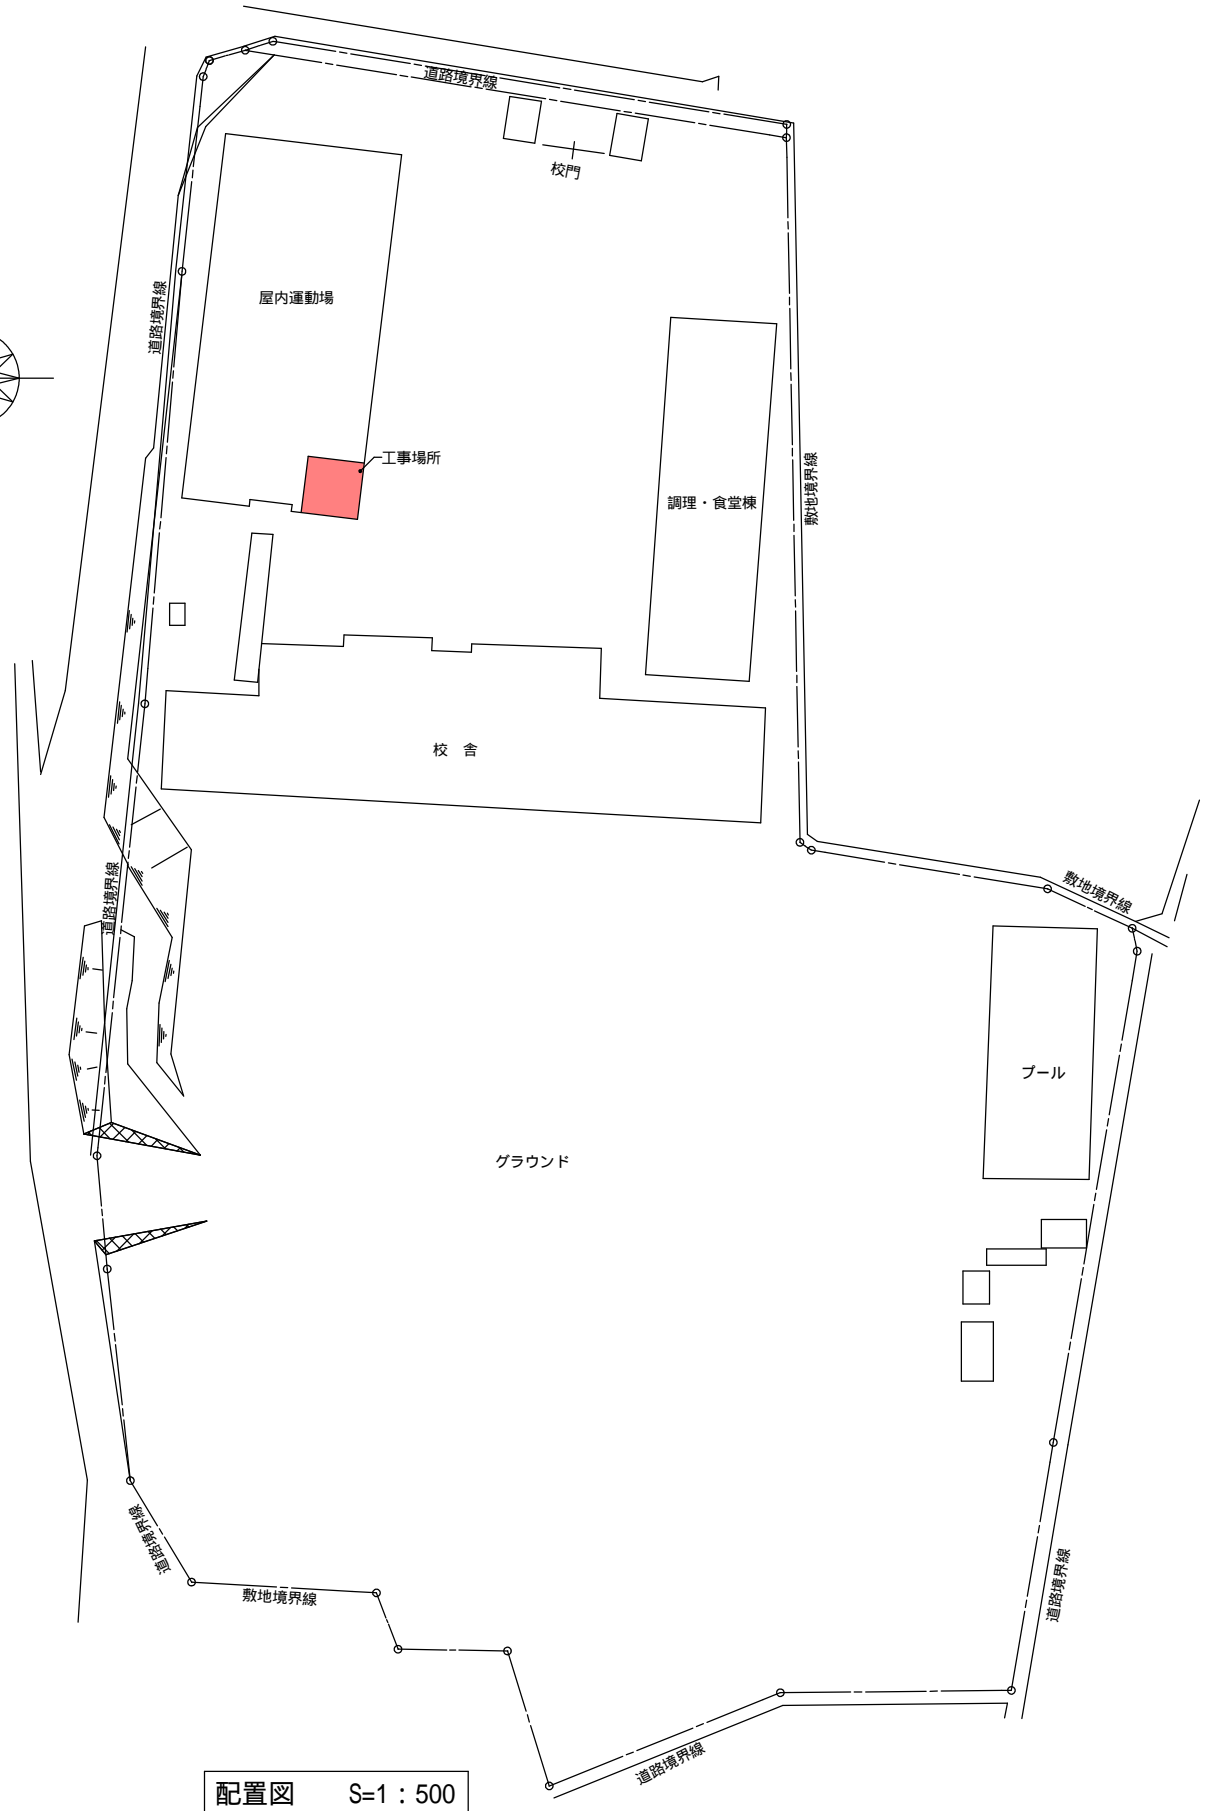 道路境界線
校門
屋内運動場
道路境界線
工事場所
調理・食堂棟
敷地境界線
校　舎
道路境界線
敷地境界線
プール
グラウンド
道路境界線
道路境界線
敷地境界線
道路境界線
配置図　　S=1：500